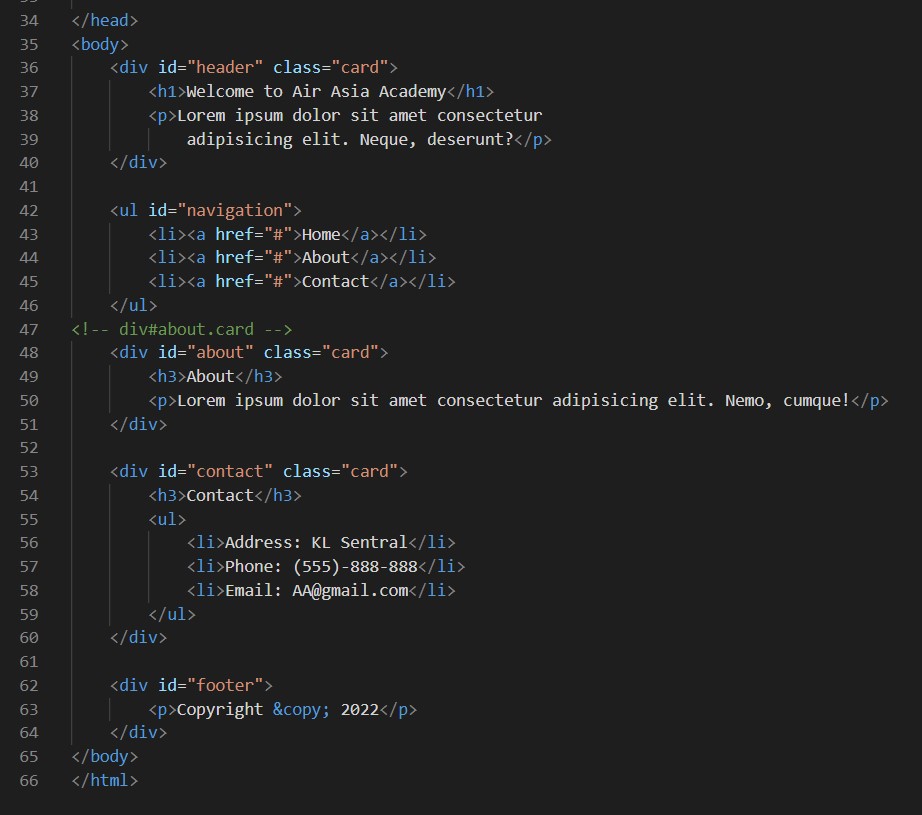 34 </head>
35 <body>
36     <div id="header" class="card">
37         <h1>Welcome to Air Asia Academy</h1>
38         <p>Lorem ipsum dolor sit amet consectetur
39             adipisicing elit. Neque, deserunt?</p>
40     </div>
41
42     <ul id="navigation">
43         <li><a href="#">Home</a></li>
44         <li><a href="#">About</a></li>
45         <li><a href="#">Contact</a></li>
46     </ul>
47 <!-- div#about.card -->
48     <div id="about" class="card">
49         <h3>About</h3>
50         <p>Lorem ipsum dolor sit amet consectetur adipisicing elit. Nemo, cumque!</p>
51     </div>
52
53     <div id="contact" class="card">
54         <h3>Contact</h3>
55         <ul>
56             <li>Address: KL Sentral</li>
57             <li>Phone: (555)-888-888</li>
58             <li>Email: AA@gmail.com</li>
59         </ul>
60     </div>
61
62     <div id="footer">
63         <p>Copyright &copy; 2022</p>
64     </div>
65 </body>
66 </html>